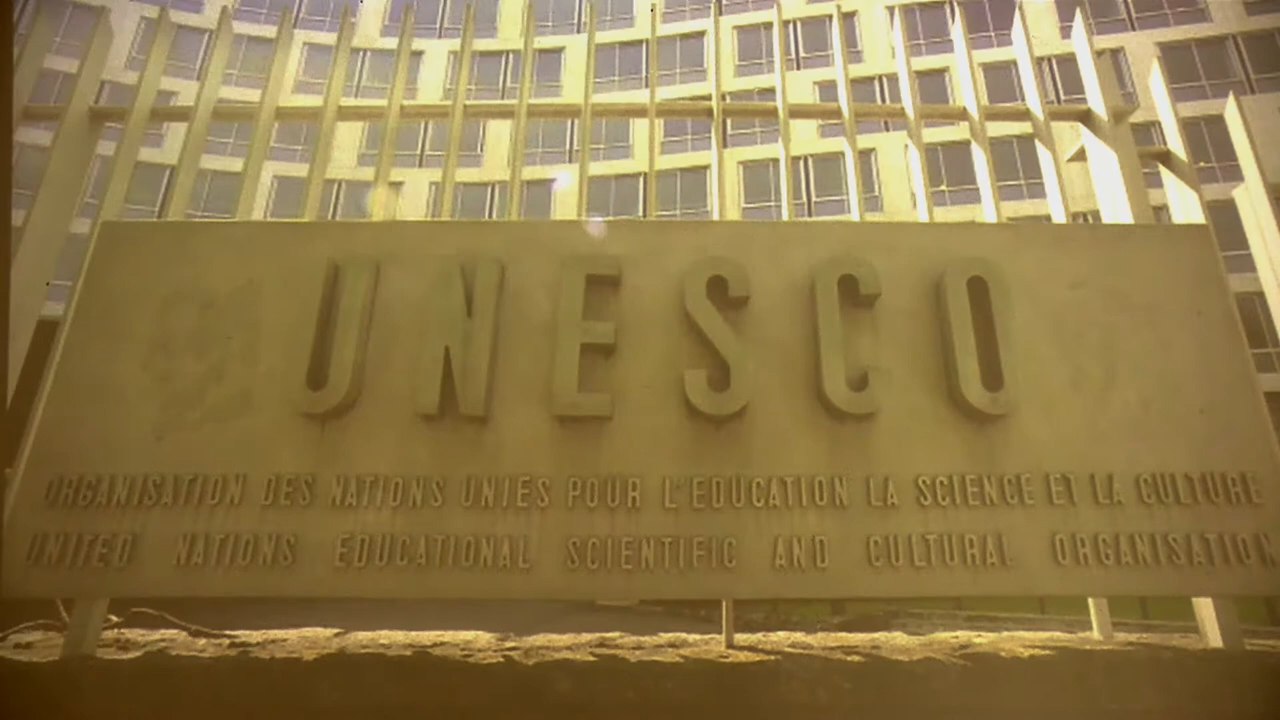 UNESCO
ORGANISATION DES NATIONS UNIES POUR L'EDUCATION LA SCIENCE ET LA CULTURE
UNITED NATIONS EDUCATIONAL SCIENTIFIC AND CULTURAL ORGANISATION